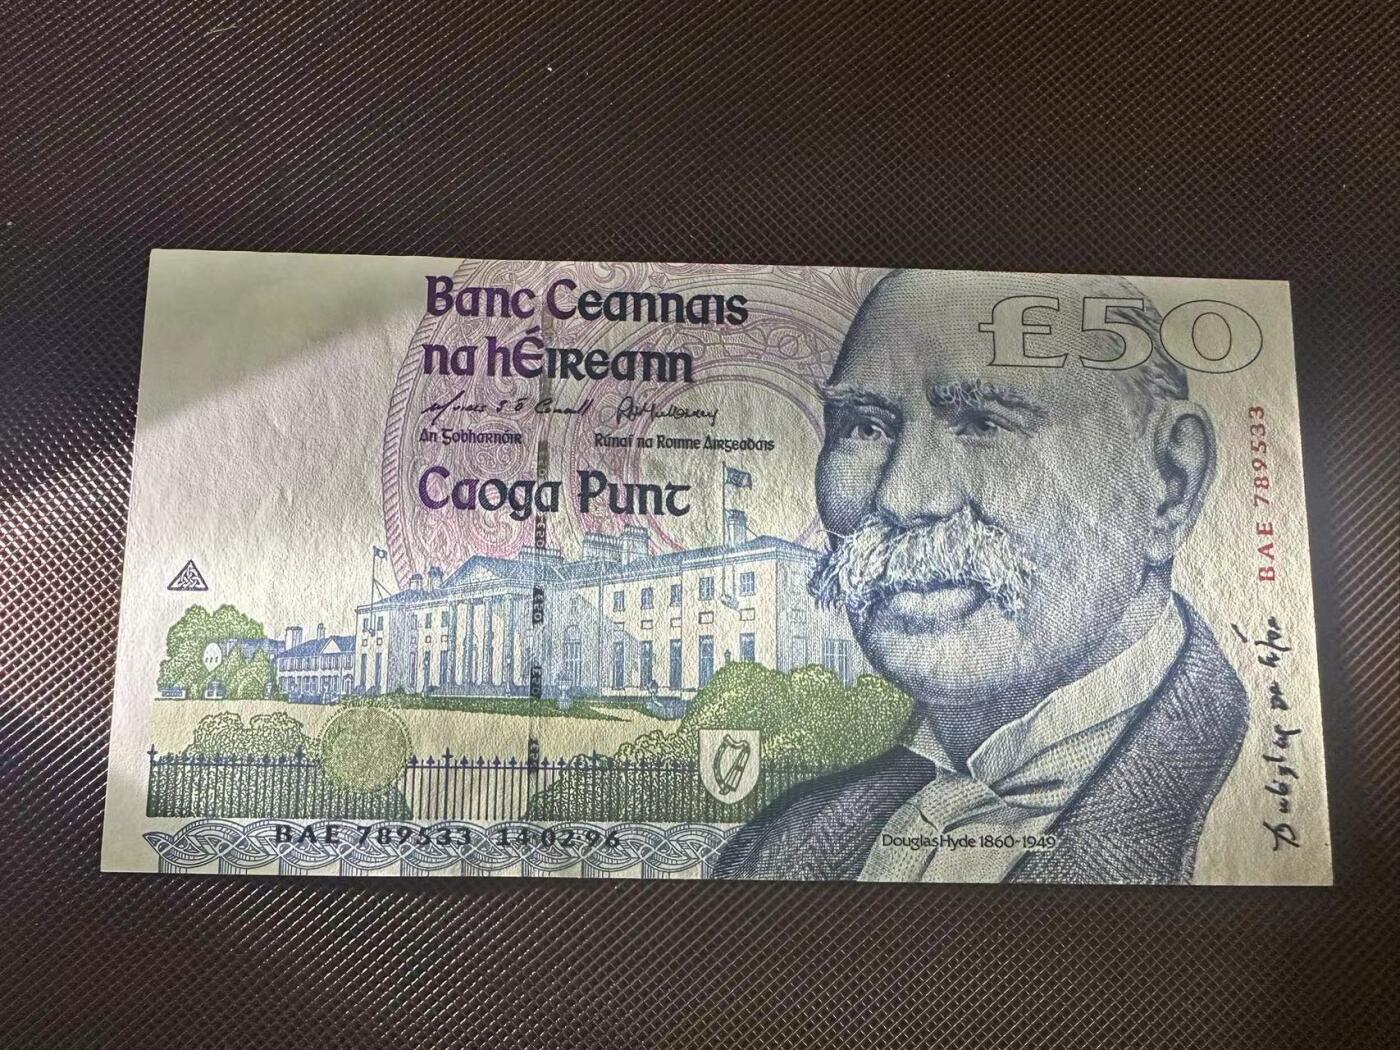 Banc Ceannais
na hÉireann
£50
An Gobharnóir
Rúnaí na Roinne Airgeadais
Caoga Punt
BAE 789533
BAE 789533 14·02·96
Douglas Hyde 1860-1949